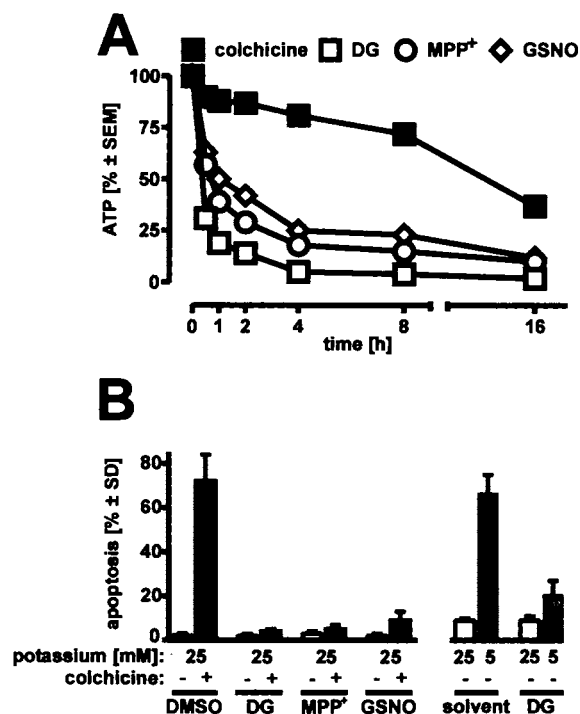 A
colchicine DG MPP+ GSNO
ATP [% ± SEM]
100
75
50
25
0
0 1 2 4 8 16
time [h]
B
apoptosis [% ± SD]
80
60
40
20
0
potassium [mM]: 25 25 25 25 25 5 25 5
colchicine: - + - + - + - +
DMSO DG MPP+ GSNO solvent DG